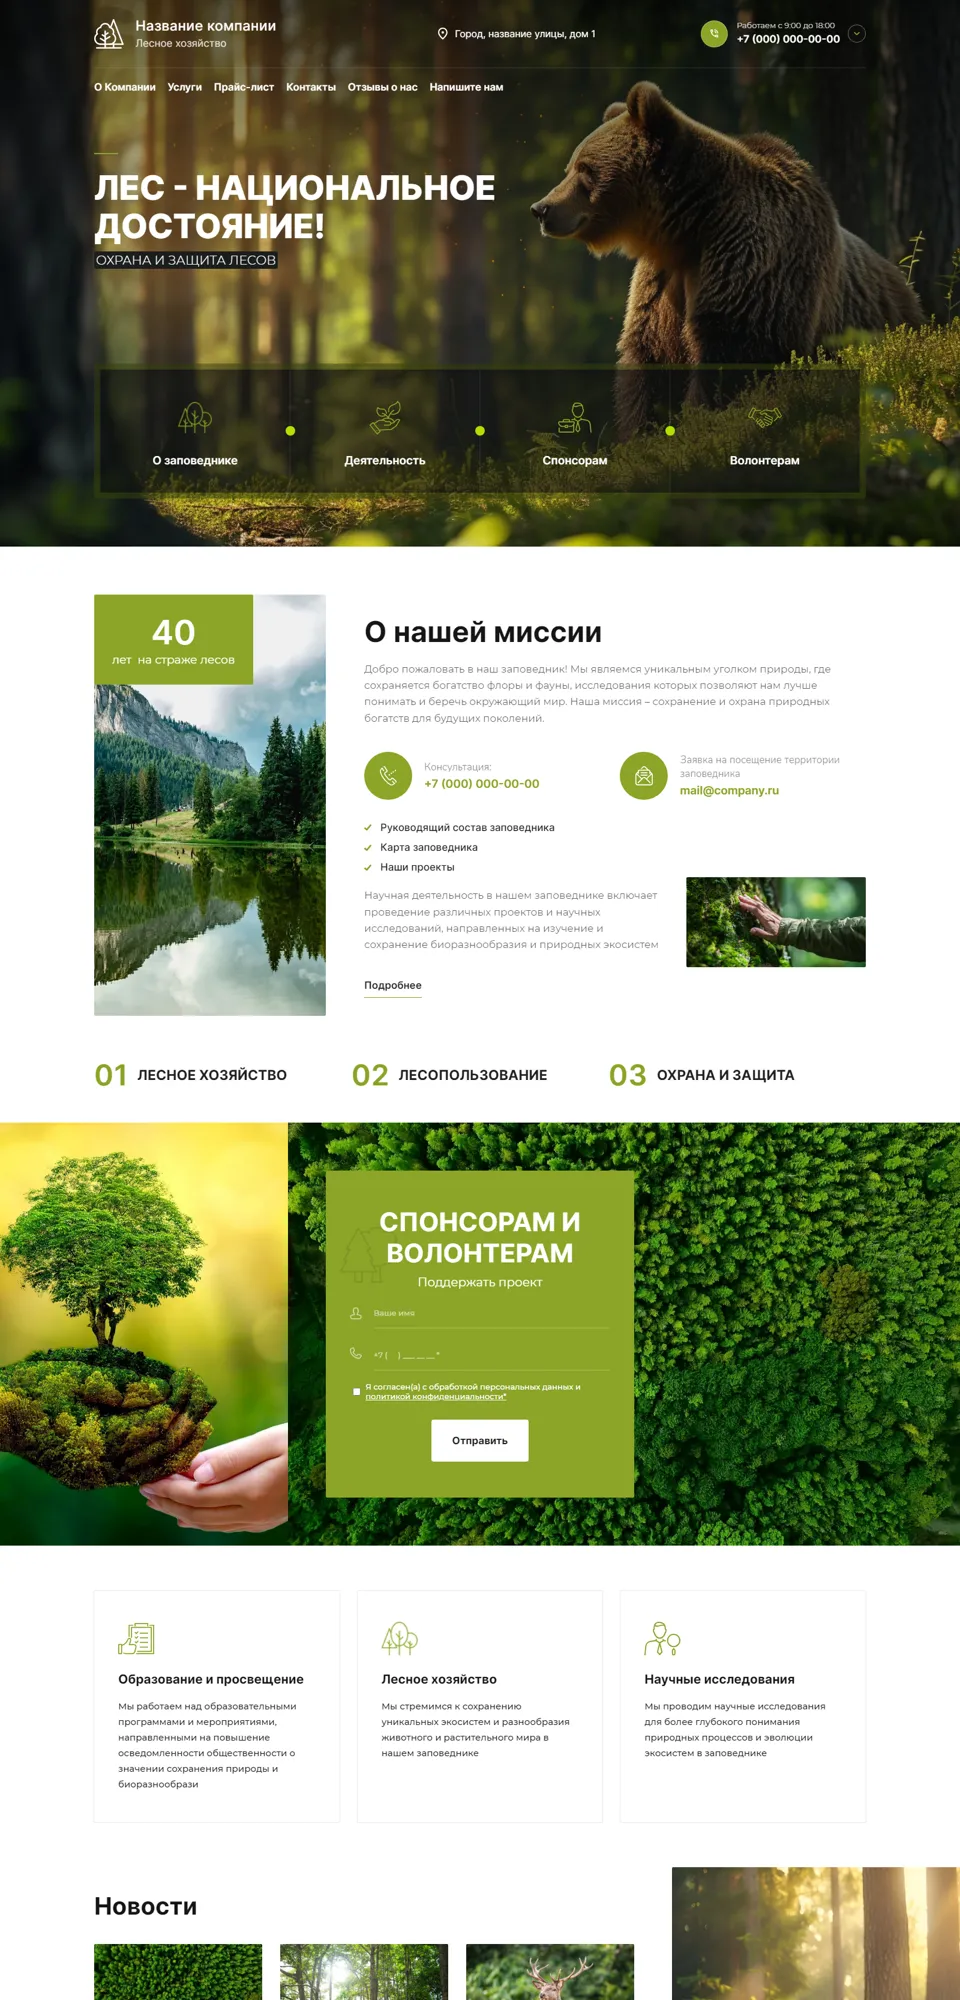 Название компании
Лесное хозяйство
Город, название улицы, дом 1
Работаем с 9:00 до 18:00
+7 (000) 000-00-00
О Компании Услуги Прайс-лист Контакты Отзывы о нас Напишите нам
ЛЕС - НАЦИОНАЛЬНОЕ
ДОСТОЯНИЕ!
ОХРАНА И ЗАЩИТА ЛЕСОВ
О заповеднике Деятельность Спонсорам Волонтерам
40
лет на страже лесов
О нашей миссии
Добро пожаловать в наш заповедник! Мы являемся уникальным уголком природы, где
сохраняется богатство флоры и фауны, исследования которых позволяют нам лучше
понимать и беречь окружающий мир. Наша миссия – сохранение и охрана природных
богатств для будущих поколений.
Консультация:
+7 (000) 000-00-00
Заявка на посещение территории
заповедника
mail@company.ru
Руководящий состав заповедника
Карта заповедника
Наши проекты
Научная деятельность в нашем заповеднике включает
проведение различных проектов и научных
исследований, направленных на изучение и
сохранение биоразнообразия и природных экосистем
Подробнее
01 ЛЕСНОЕ ХОЗЯЙСТВО
02 ЛЕСОПОЛЬЗОВАНИЕ
03 ОХРАНА И ЗАЩИТА
СПОНСОРАМ И
ВОЛОНТЕРАМ
Поддержать проект
Ваше имя
+7 ( ) ___ __ __ *
Я согласен(а) с обработкой персональных данных и
политикой конфиденциальности*
Отправить
Образование и просвещение
Мы работаем над образовательными
программами и мероприятиями,
направленными на повышение
осведомленности общественности о
значении сохранения природы и
биоразнообрази
Лесное хозяйство
Мы стремимся к сохранению
уникальных экосистем и разнообразия
животного и растительного мира в
нашем заповеднике
Научные исследования
Мы проводим научные исследования
для более глубокого понимания
природных процессов и эволюции
экосистем в заповеднике
Новости